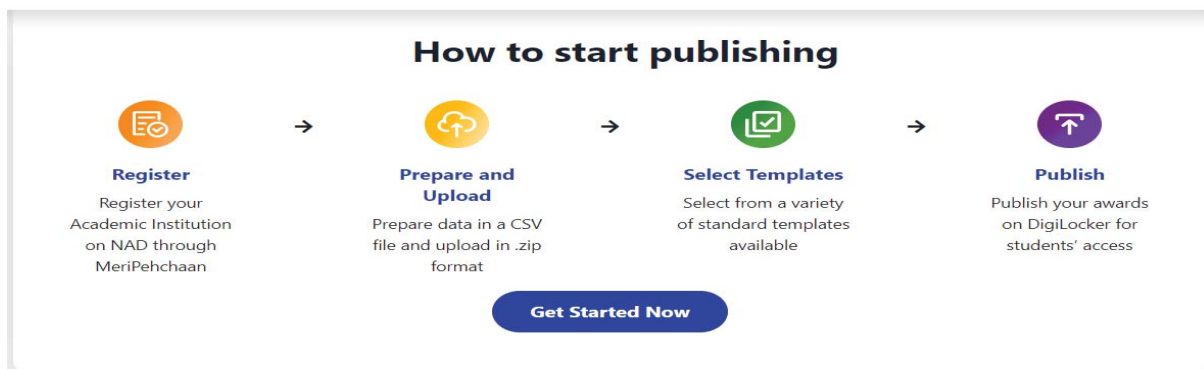 How to start publishing
Register
Register your
Academic Institution
on NAD through
MeriPehchaan
Prepare and
Upload
Prepare data in a CSV
file and upload in .zip
format
Select Templates
Select from a variety
of standard templates
available
Publish
Publish your awards
on DigiLocker for
students' access
Get Started Now